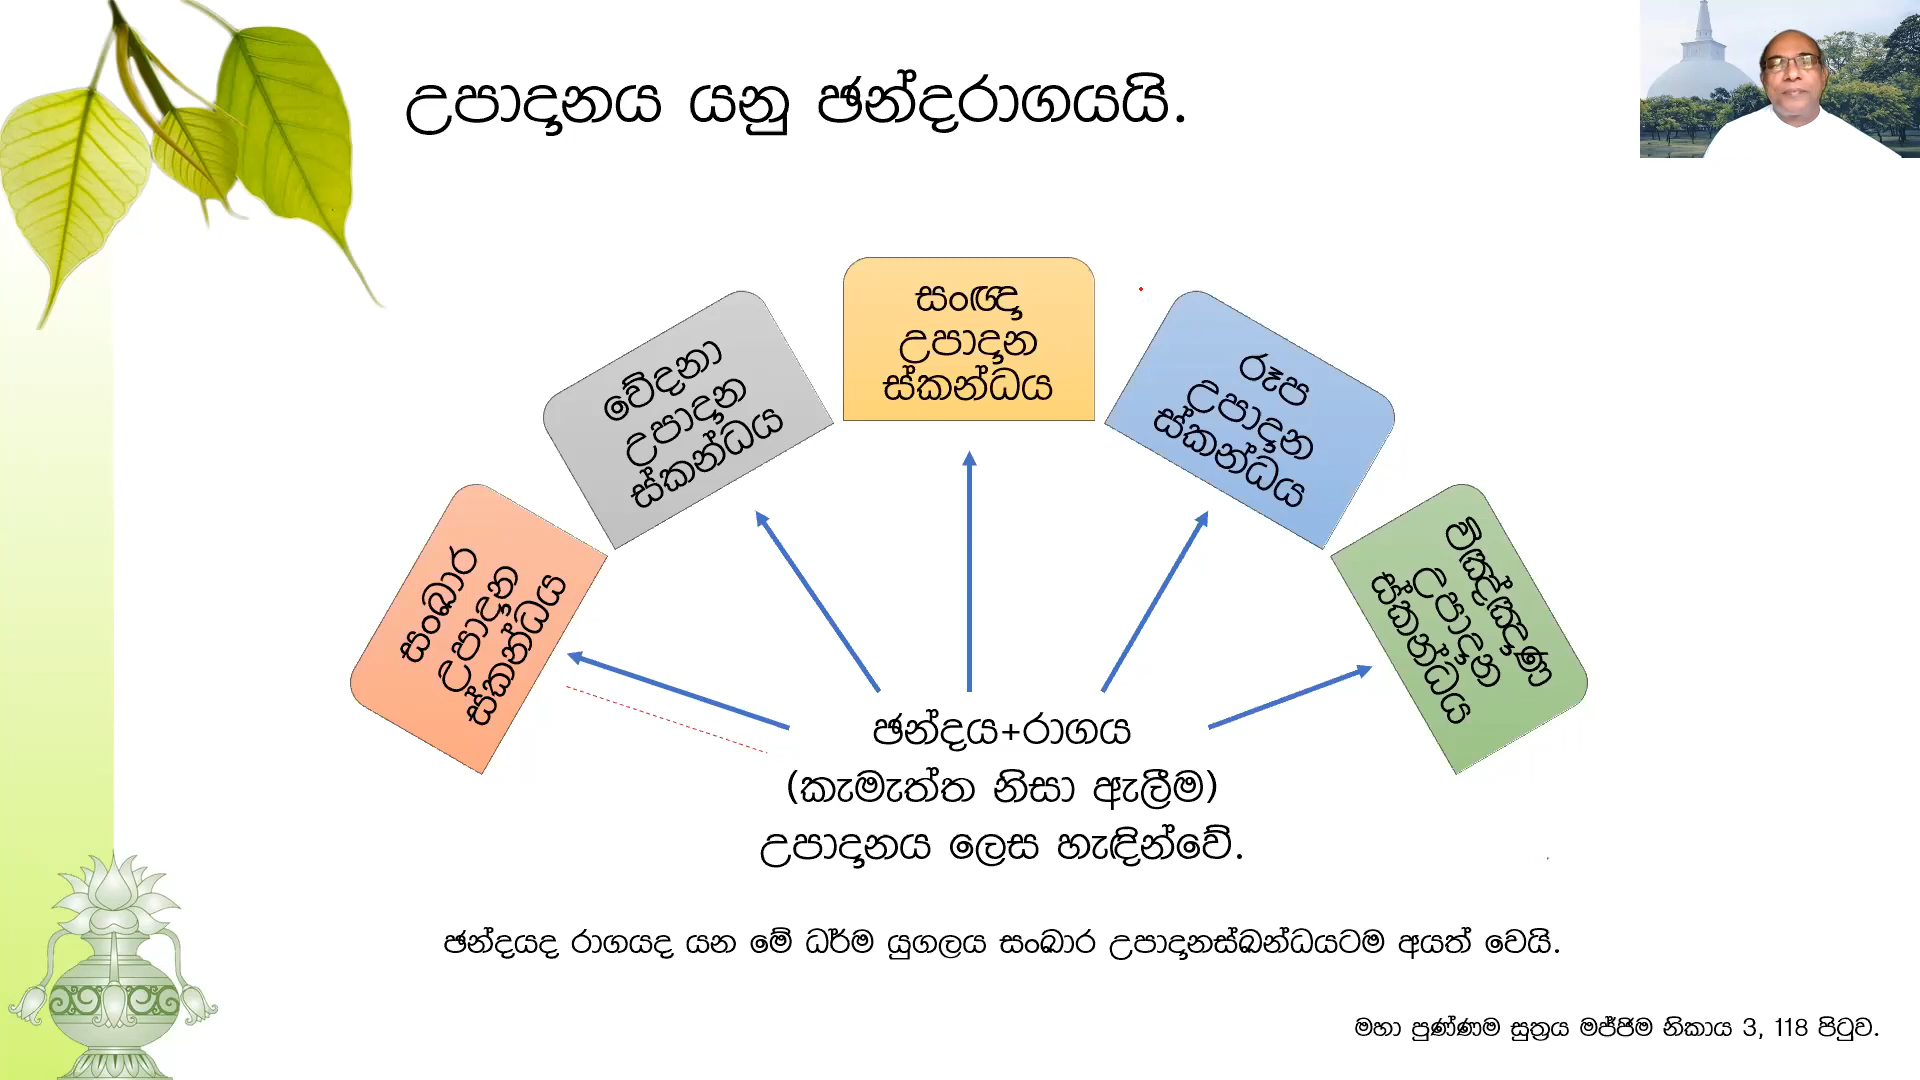 උපාදානය යනු ඡන්දරාගයයි.
සංඛාර
උපාදාන
ස්කන්ධය
වේදනා
උපාදාන
ස්කන්ධය
සංඥා
උපාදාන
ස්කන්ධය
රූප
උපාදාන
ස්කන්ධය
විඤ්ඤාණ
උපාදාන
ස්කන්ධය
ඡන්දය+රාගය
(කැමැත්ත නිසා ඇලීම)
උපාදානය ලෙස හැඳින්වේ.
ඡන්දයද රාගයද යන මේ ධර්ම යුගලය සංඛාර උපාදානස්ඛන්ධයටම අයත් වෙයි.
මහා පුණ්ණම සුත්‍රය මජ්ජිම නිකාය 3, 118 පිටුව.